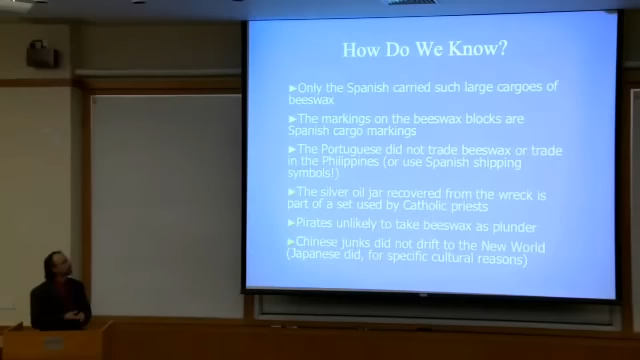 How Do We Know?
►Only the Spanish carried such large cargoes of
beeswax
►The markings on the beeswax blocks are
Spanish cargo markings
►The Portuguese did not trade beeswax or trade
in the Philippines (or use Spanish shipping
symbols!)
►The silver oil jar recovered from the wreck is
part of a set used by Catholic priests
►Pirates unlikely to take beeswax as plunder
►Chinese junks did not drift to the New World
(Japanese did, for specific cultural reasons)